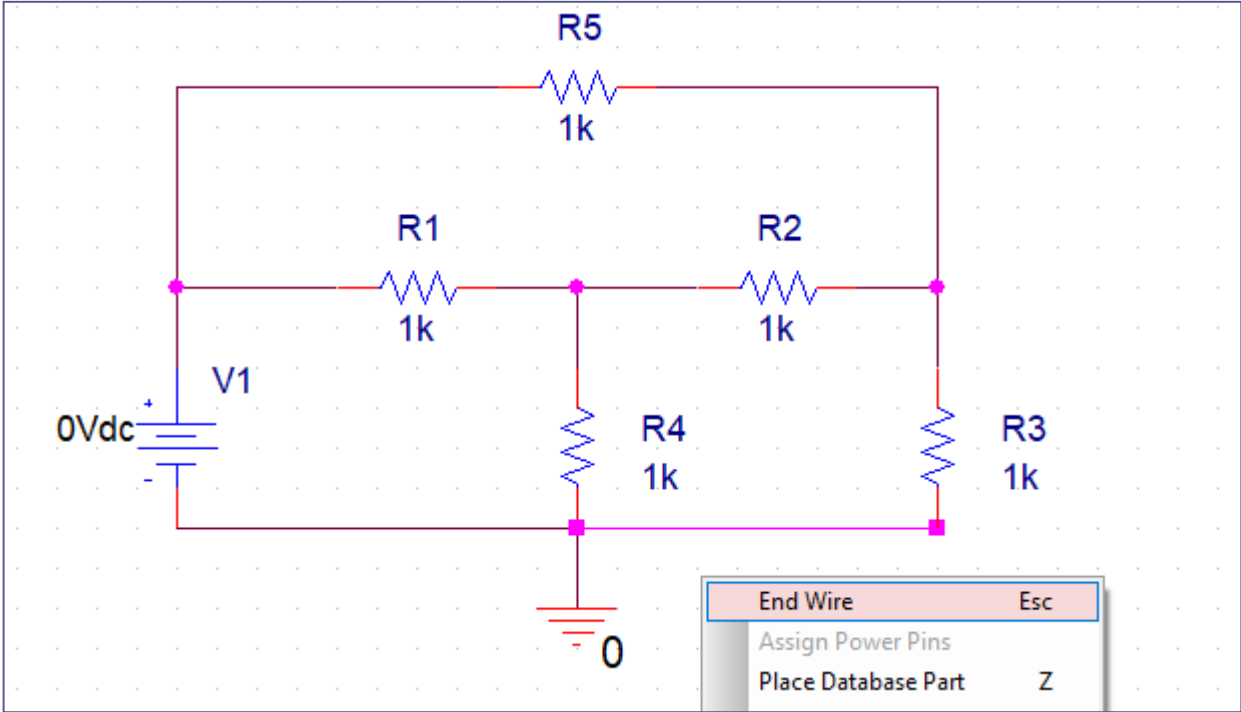 R5
1k
R1
R2
1k
1k
V1
+
0Vdc
-
R4
1k
R3
1k
0
End Wire Esc
Assign Power Pins
Place Database Part Z